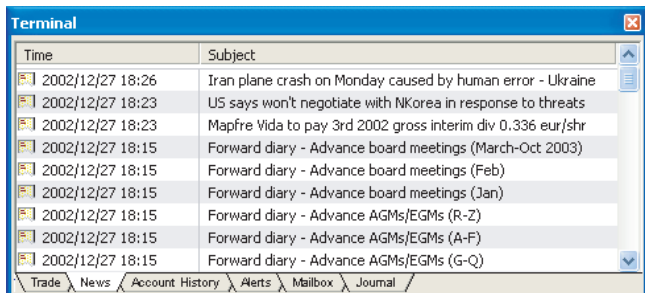 Terminal
Time Subject
2002/12/27 18:26 Iran plane crash on Monday caused by human error - Ukraine
2002/12/27 18:23 US says won't negotiate with NKorea in response to threats
2002/12/27 18:23 Mapfre Vida to pay 3rd 2002 gross interim div 0.336 eur/shr
2002/12/27 18:15 Forward diary - Advance board meetings (March-Oct 2003)
2002/12/27 18:15 Forward diary - Advance board meetings (Feb)
2002/12/27 18:15 Forward diary - Advance board meetings (Jan)
2002/12/27 18:15 Forward diary - Advance AGMs/EGMs (R-Z)
2002/12/27 18:15 Forward diary - Advance AGMs/EGMs (A-F)
2002/12/27 18:15 Forward diary - Advance AGMs/EGMs (G-Q)
Trade News Account History Alerts Mailbox Journal